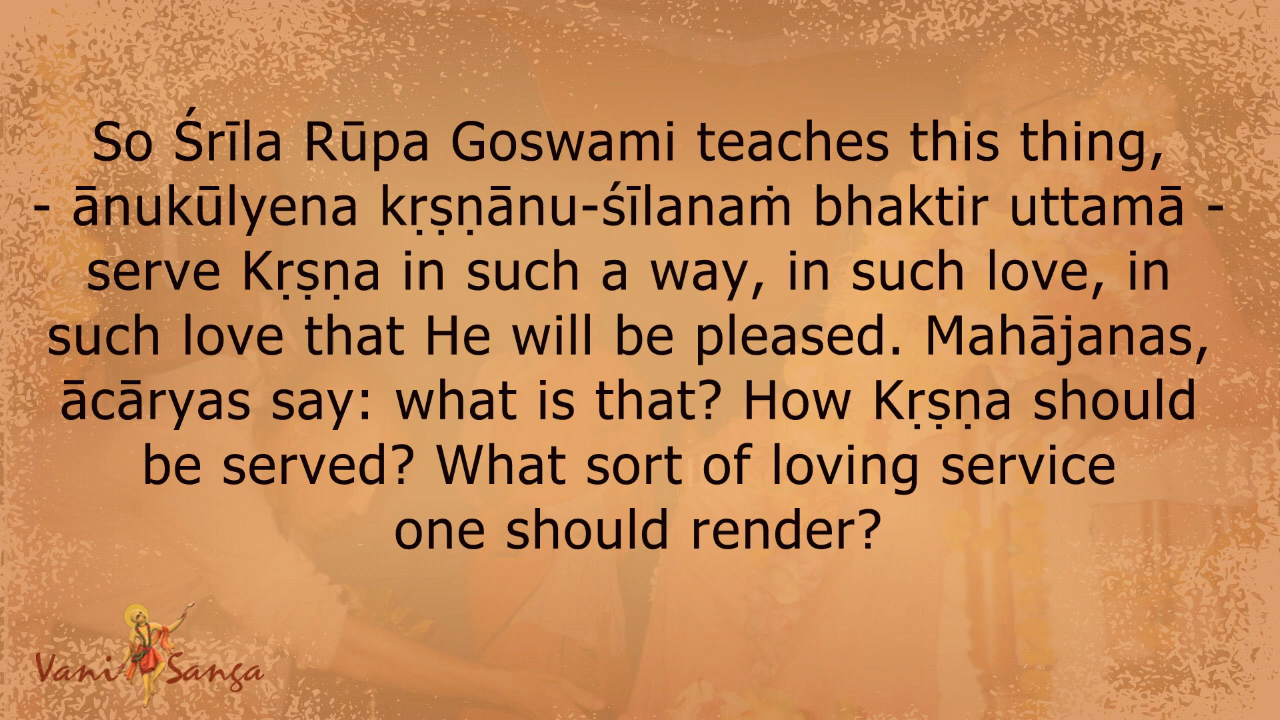 So Śrīla Rūpa Goswami teaches this thing,
- ānukūlyena kṛṣṇānu-śīlanaṁ bhaktir uttamā -
serve Kṛṣṇa in such a way, in such love, in
such love that He will be pleased. Mahājanas,
ācāryas say: what is that? How Kṛṣṇa should
be served? What sort of loving service
one should render?
Vani Sanga